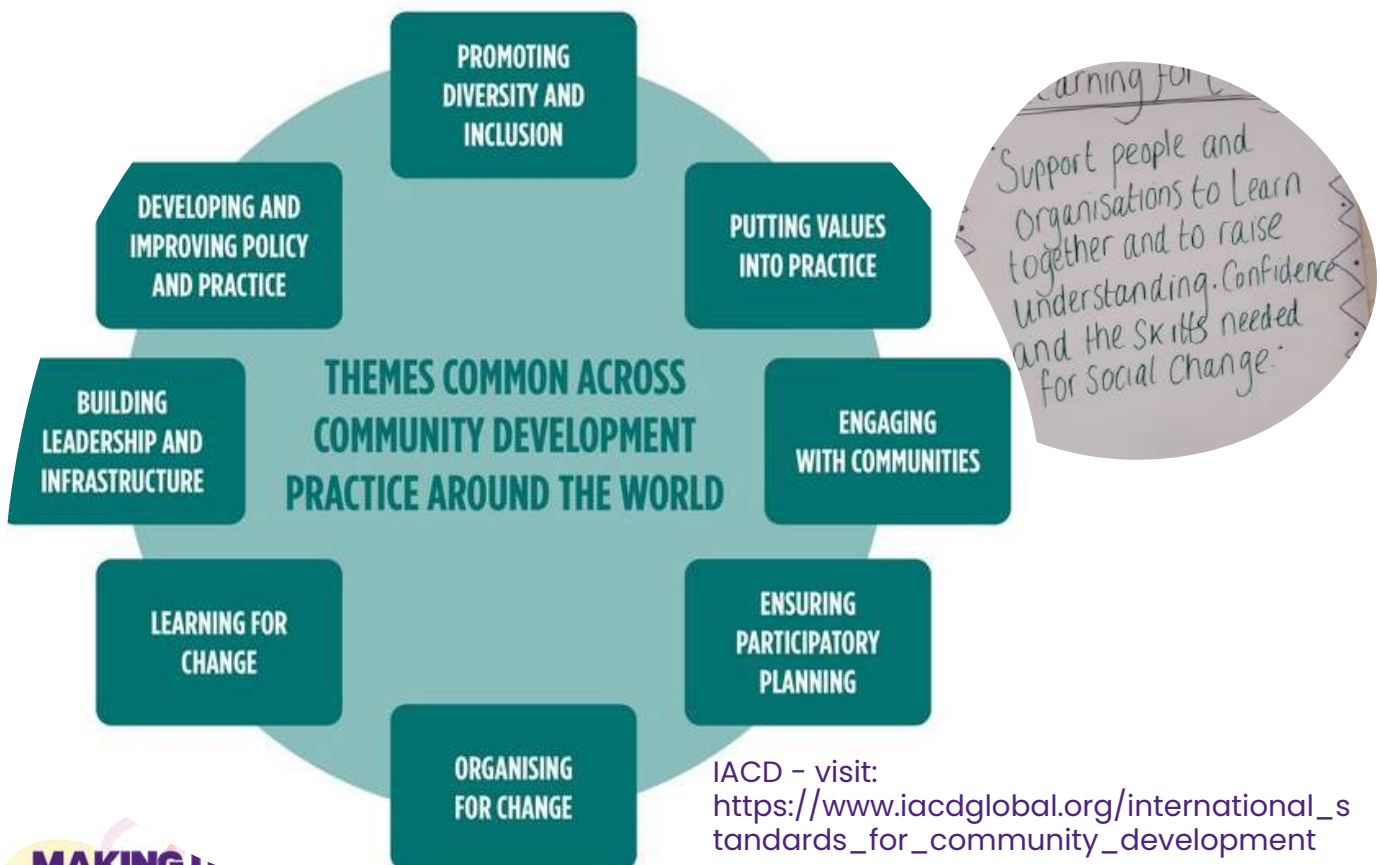 PROMOTING
DIVERSITY AND
INCLUSION
DEVELOPING AND
IMPROVING POLICY
AND PRACTICE
PUTTING VALUES
INTO PRACTICE
BUILDING
LEADERSHIP AND
INFRASTRUCTURE
THEMES COMMON ACROSS
COMMUNITY DEVELOPMENT
PRACTICE AROUND THE WORLD
ENGAGING
WITH COMMUNITIES
LEARNING FOR
CHANGE
ENSURING
PARTICIPATORY
PLANNING
ORGANISING
FOR CHANGE
Support people and
organisations to Learn
together and to raise
understanding. Confidence
and the Skills needed
for Social Change.
IACD - visit:
https://www.iacdglobal.org/international_s
tandards_for_community_development
MAKING